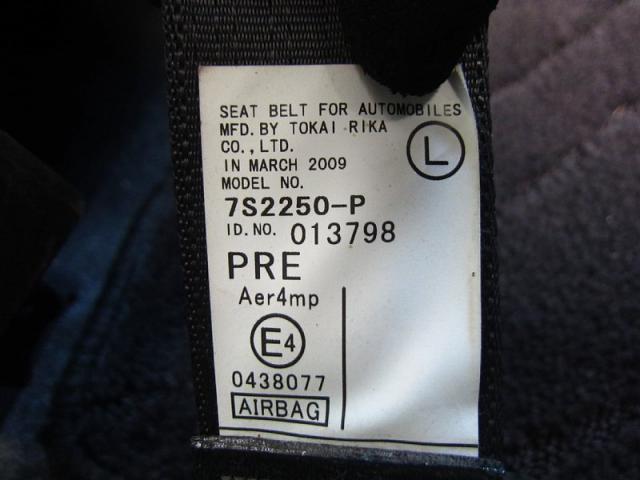 SEAT BELT FOR AUTOMOBILES
MFD. BY TOKAI RIKA
CO., LTD.
L
IN MARCH 2009
MODEL NO.
7S2250-P
ID. NO. 013798
PRE
Aer4mp
E4
0438077
AIRBAG